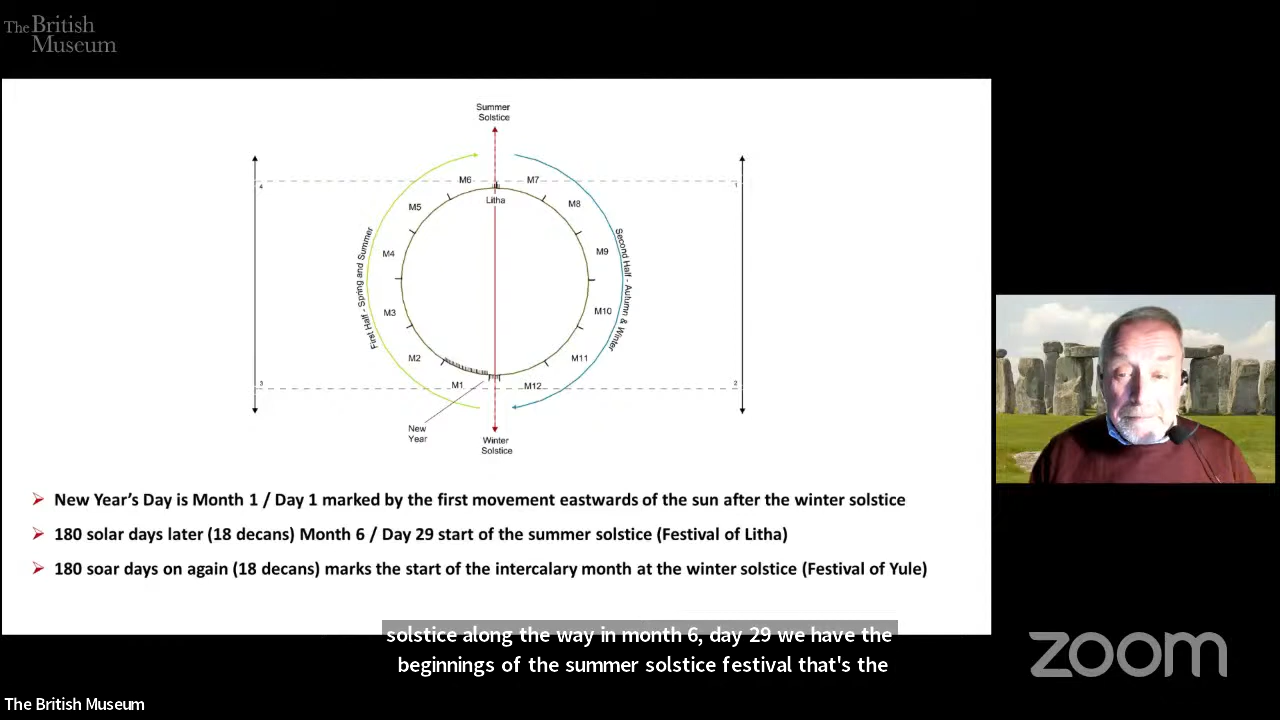 The British
Museum
Summer
Solstice
M6
M7
4
1
Litha
M5
M8
First Half - Spring and Summer
Second Half - Autumn & Winter
M4
M9
M3
M10
M2
M11
3
2
M1
M12
New
Year
Winter
Solstice
New Year's Day is Month 1 / Day 1 marked by the first movement eastwards of the sun after the winter solstice
180 solar days later (18 decans) Month 6 / Day 29 start of the summer solstice (Festival of Litha)
180 soar days on again (18 decans) marks the start of the intercalary month at the winter solstice (Festival of Yule)
solstice along the way in month 6, day 29 we have the
beginnings of the summer solstice festival that's the
zoom
The British Museum